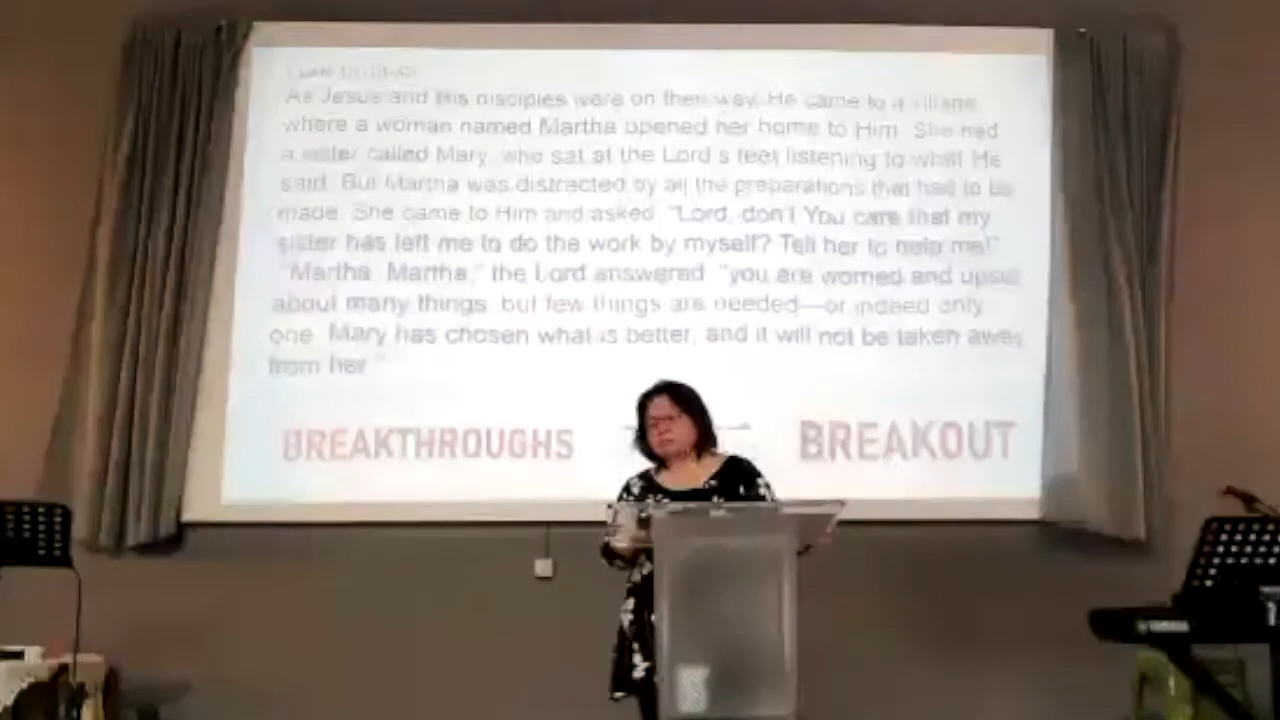 Luke 10:38-42
As Jesus and His disciples were on their way, He came to a village
where a woman named Martha opened her home to Him. She had
a sister called Mary, who sat at the Lord's feet listening to what He
said. But Martha was distracted by all the preparations that had to be
made. She came to Him and asked, "Lord, don't You care that my
sister has left me to do the work by myself? Tell her to help me!"
"Martha, Martha," the Lord answered, "you are worried and upset
about many things, but few things are needed—or indeed only
one. Mary has chosen what is better, and it will not be taken away
from her."
BREAKTHROUGHS BREAKOUT
YAMAHA